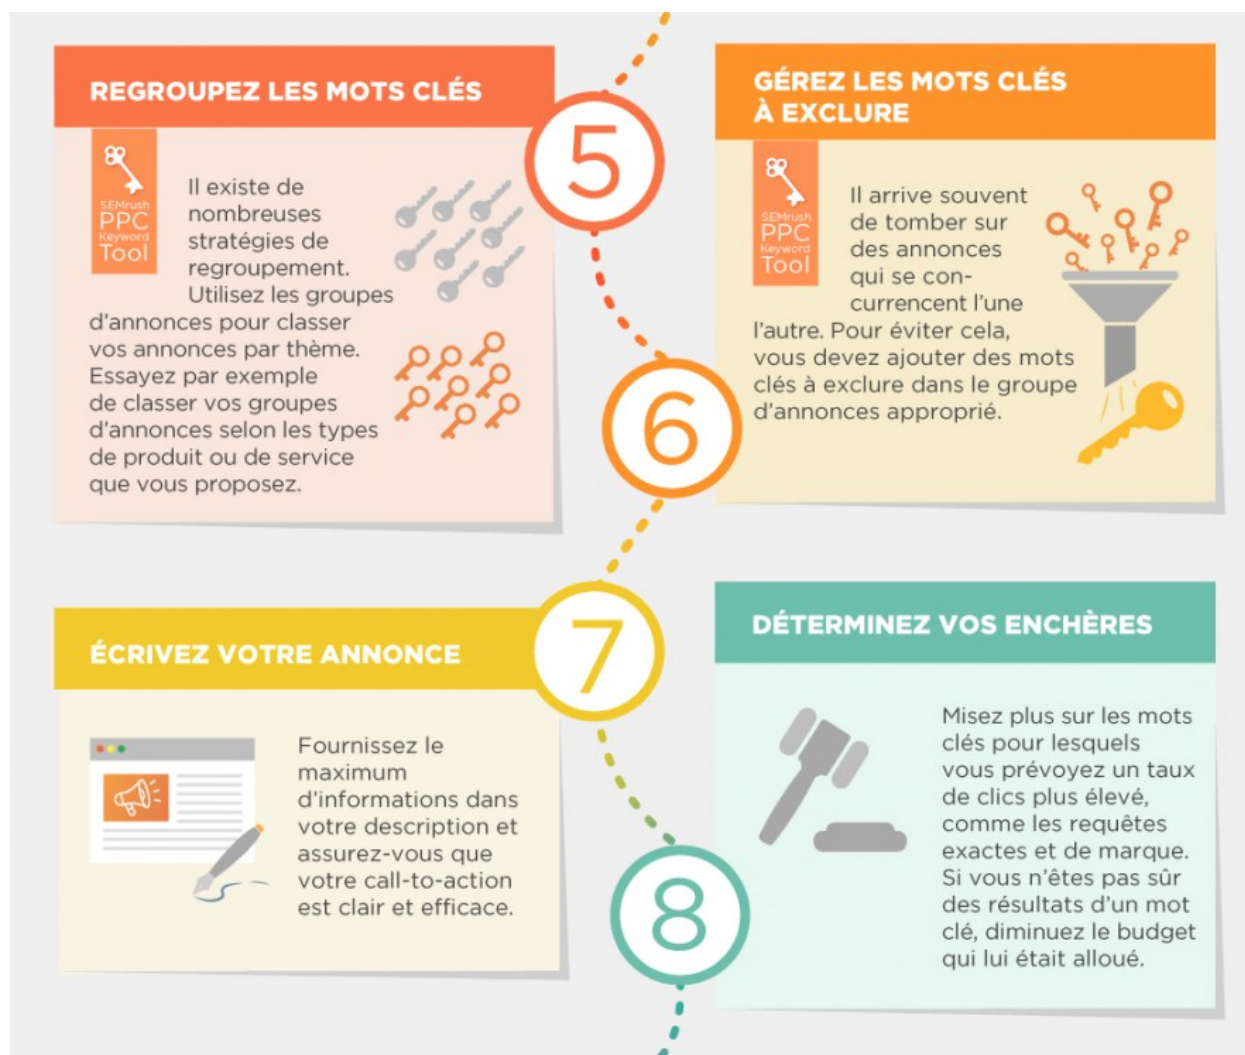 REGROUPEZ LES MOTS CLÉS
5
SEMrush
PPC
Keyword
Tool
Il existe de
nombreuses
stratégies de
regroupement.
Utilisez les groupes
d'annonces pour classer
vos annonces par thème.
Essayez par exemple
de classer vos groupes
d'annonces selon les types
de produit ou de service
que vous proposez.
GÉREZ LES MOTS CLÉS
À EXCLURE
6
SEMrush
PPC
Keyword
Tool
Il arrive souvent
de tomber sur
des annonces
qui se con-
currencent l'une
l'autre. Pour éviter cela,
vous devez ajouter des mots
clés à exclure dans le groupe
d'annonces approprié.
ÉCRIVEZ VOTRE ANNONCE
7
Fournissez le
maximum
d'informations dans
votre description et
assurez-vous que
votre call-to-action
est clair et efficace.
DÉTERMINEZ VOS ENCHÈRES
8
Misez plus sur les mots
clés pour lesquels
vous prévoyez un taux
de clics plus élevé,
comme les requêtes
exactes et de marque.
Si vous n'êtes pas sûr
des résultats d'un mot
clé, diminuez le budget
qui lui était alloué.